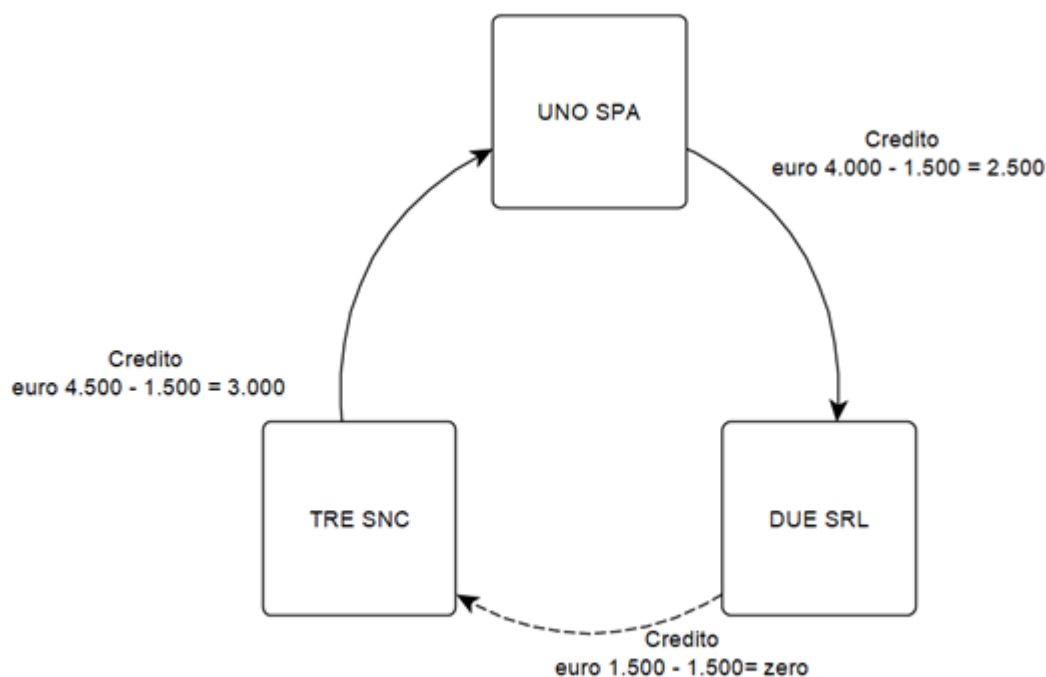 UNO SPA
Credito
euro 4.000 - 1.500 = 2.500
Credito
euro 4.500 - 1.500 = 3.000
TRE SNC
DUE SRL
Credito
euro 1.500 - 1.500= zero